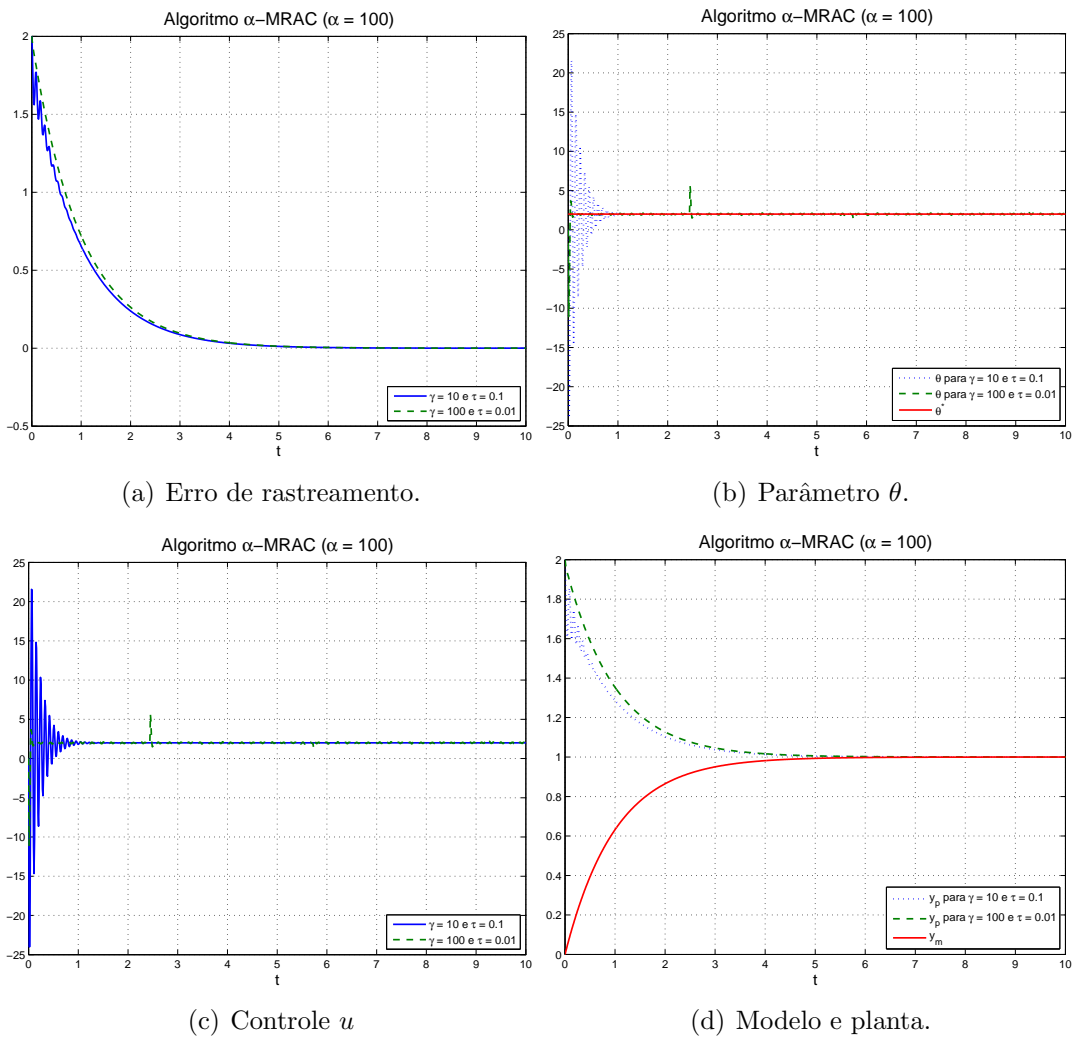 Algoritmo α−MRAC (α = 100)
2
1.5
1
0.5
0
−0.5
0 1 2 3 4 5 6 7 8 9 10
t
γ = 10 e τ = 0.1
γ = 100 e τ = 0.01
(a) Erro de rastreamento.
Algoritmo α−MRAC (α = 100)
25
20
15
10
5
0
−5
−10
−15
−20
−25
0 1 2 3 4 5 6 7 8 9 10
t
θ para γ = 10 e τ = 0.1
θ para γ = 100 e τ = 0.01
θ*
(b) Parâmetro θ.
Algoritmo α−MRAC (α = 100)
25
20
15
10
5
0
−5
−10
−15
−20
−25
0 1 2 3 4 5 6 7 8 9 10
t
γ = 10 e τ = 0.1
γ = 100 e τ = 0.01
(c) Controle u
Algoritmo α−MRAC (α = 100)
2
1.8
1.6
1.4
1.2
1
0.8
0.6
0.4
0.2
0
0 1 2 3 4 5 6 7 8 9 10
t
y_p para γ = 10 e τ = 0.1
y_p para γ = 100 e τ = 0.01
y_m
(d) Modelo e planta.